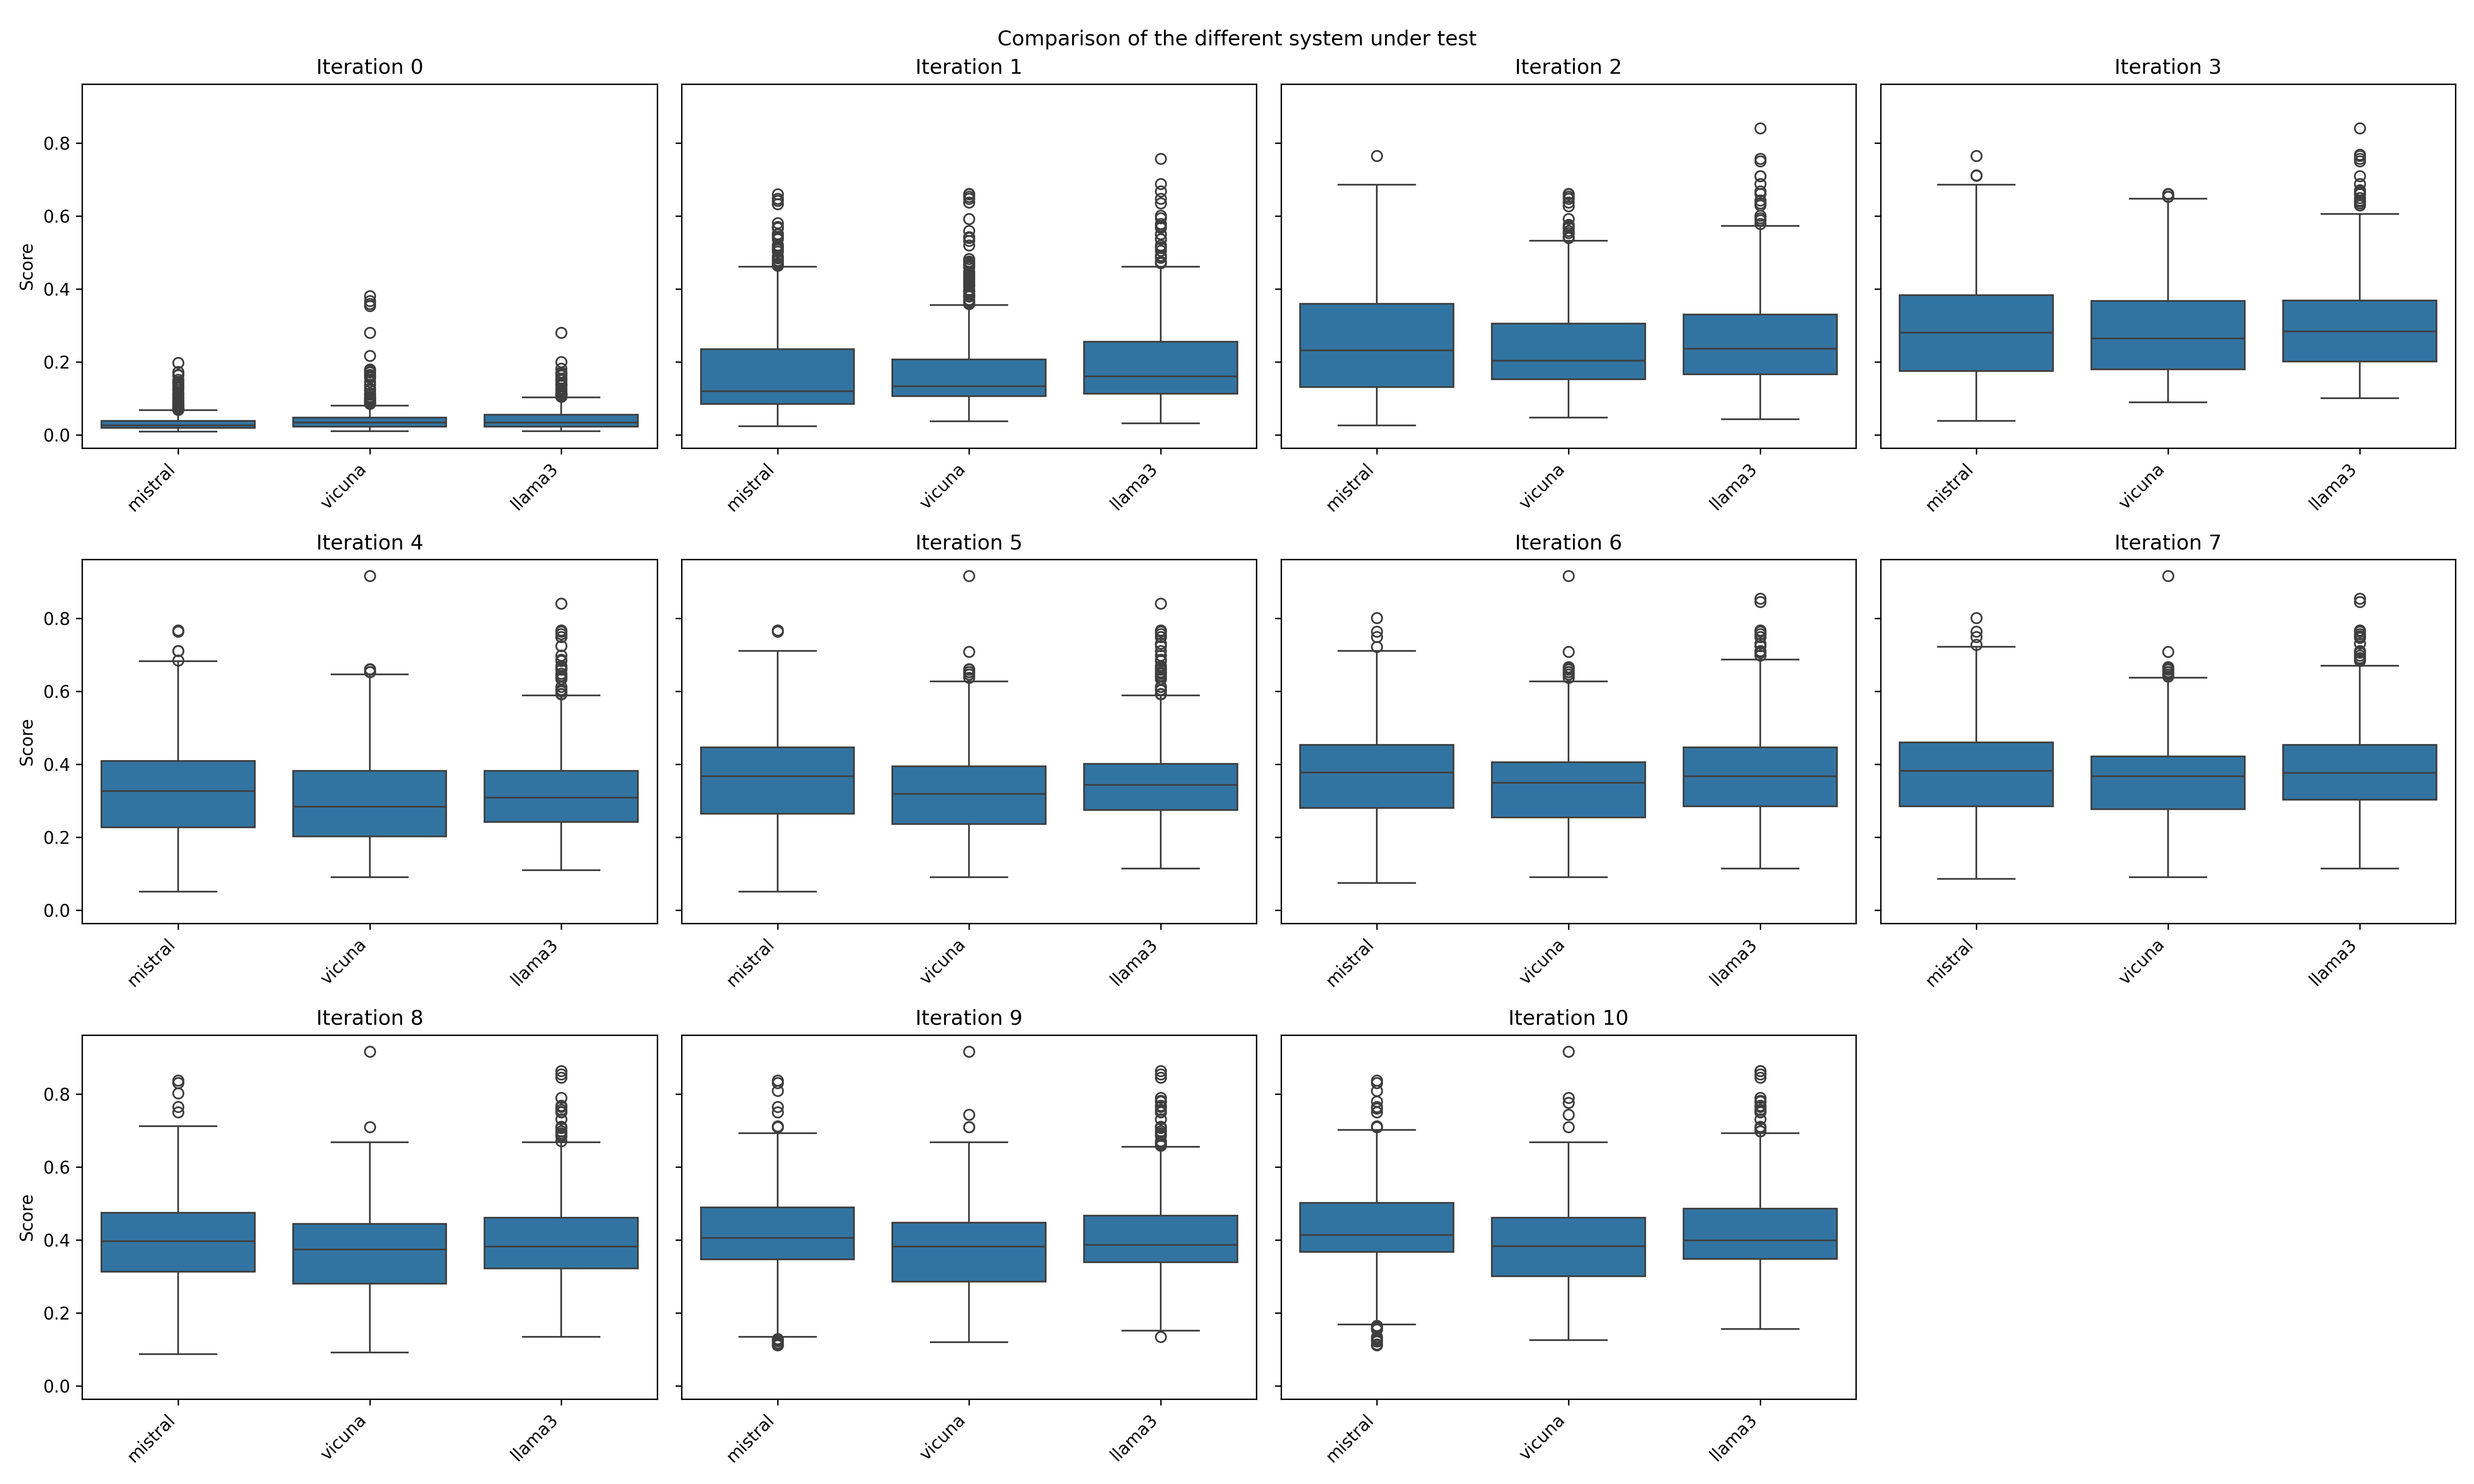 Comparison of the different system under test
Iteration 0
Iteration 1
Iteration 2
Iteration 3
Score
0.8
0.6
0.4
0.2
0.0
mistral
vicuna
llama3
mistral
vicuna
llama3
mistral
vicuna
llama3
mistral
vicuna
llama3
Iteration 4
Iteration 5
Iteration 6
Iteration 7
Score
0.8
0.6
0.4
0.2
0.0
mistral
vicuna
llama3
mistral
vicuna
llama3
mistral
vicuna
llama3
mistral
vicuna
llama3
Iteration 8
Iteration 9
Iteration 10
Score
0.8
0.6
0.4
0.2
0.0
mistral
vicuna
llama3
mistral
vicuna
llama3
mistral
vicuna
llama3